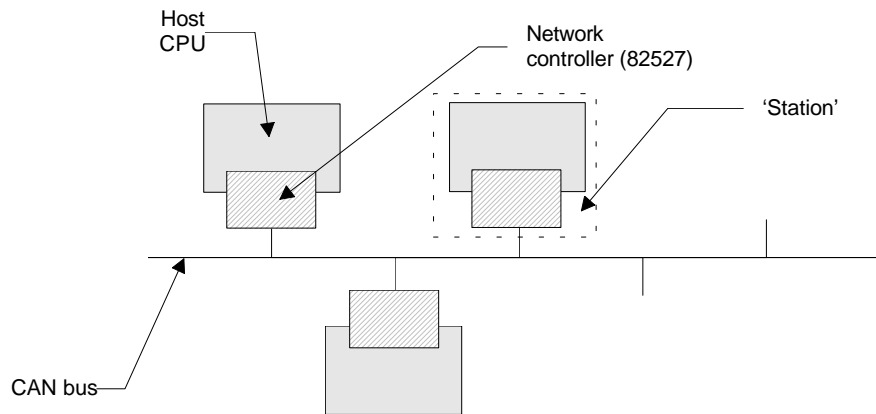 Host
CPU
Network
controller (82527)
‘Station’
CAN bus